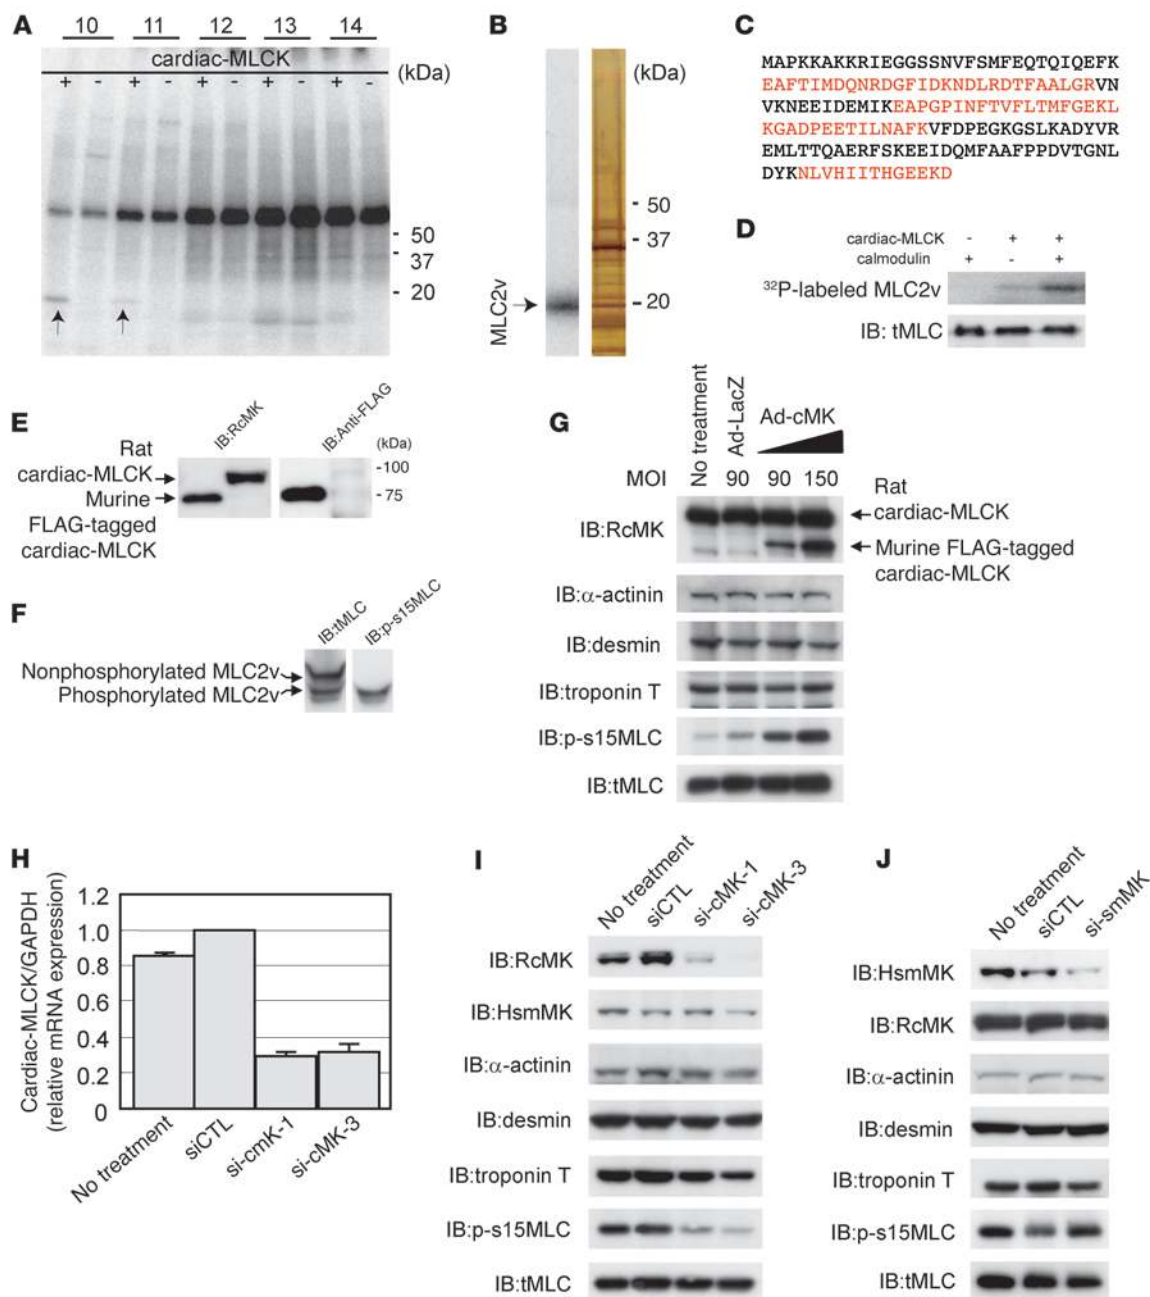 A
10 11 12 13 14
cardiac-MLCK
(kDa)
+ - + - + - + - + -
- 50
- 37
- 20
B
(kDa)
- 50
- 37
- 20
MLC2v
C
MAPKKAKKRIEGGSSNVFSMFEQTQIQEFK
EAFTIMDQNRDGFIDKNDLRDTFAALGRVN
VKNEEIDEMIKEAPGPINFTVFLTMFGEKL
KGADPEETILNAFKVFDPEGKGSLKADYVR
EMLTTQAERFSKEEIDQMFAAFPPDVTGNL
DYKNLVHIITHGEEKD
D
cardiac-MLCK - + +
calmodulin + - +
³²P-labeled MLC2v
IB: tMLC
E
IB:RcMK
IB:Anti-FLAG
(kDa)
Rat
cardiac-MLCK
Murine
FLAG-tagged
cardiac-MLCK
- 100
- 75
F
IB:tMLC
IB:p-s15MLC
Nonphosphorylated MLC2v
Phosphorylated MLC2v
G
No treatment
Ad-LacZ
Ad-cMK
MOI 90 90 150
IB:RcMK
Rat
cardiac-MLCK
Murine FLAG-tagged
cardiac-MLCK
IB:α-actinin
IB:desmin
IB:troponin T
IB:p-s15MLC
IB:tMLC
H
Cardiac-MLCK/GAPDH
(relative mRNA expression)
1.2
1.0
0.8
0.6
0.4
0.2
0
No treatment
siCTL
si-cmK-1
si-cMK-3
I
No treatment
siCTL
si-cMK-1
si-cMK-3
IB:RcMK
IB:HsmMK
IB:α-actinin
IB:desmin
IB:troponin T
IB:p-s15MLC
IB:tMLC
J
No treatment
siCTL
si-smMK
IB:HsmMK
IB:RcMK
IB:α-actinin
IB:desmin
IB:troponin T
IB:p-s15MLC
IB:tMLC